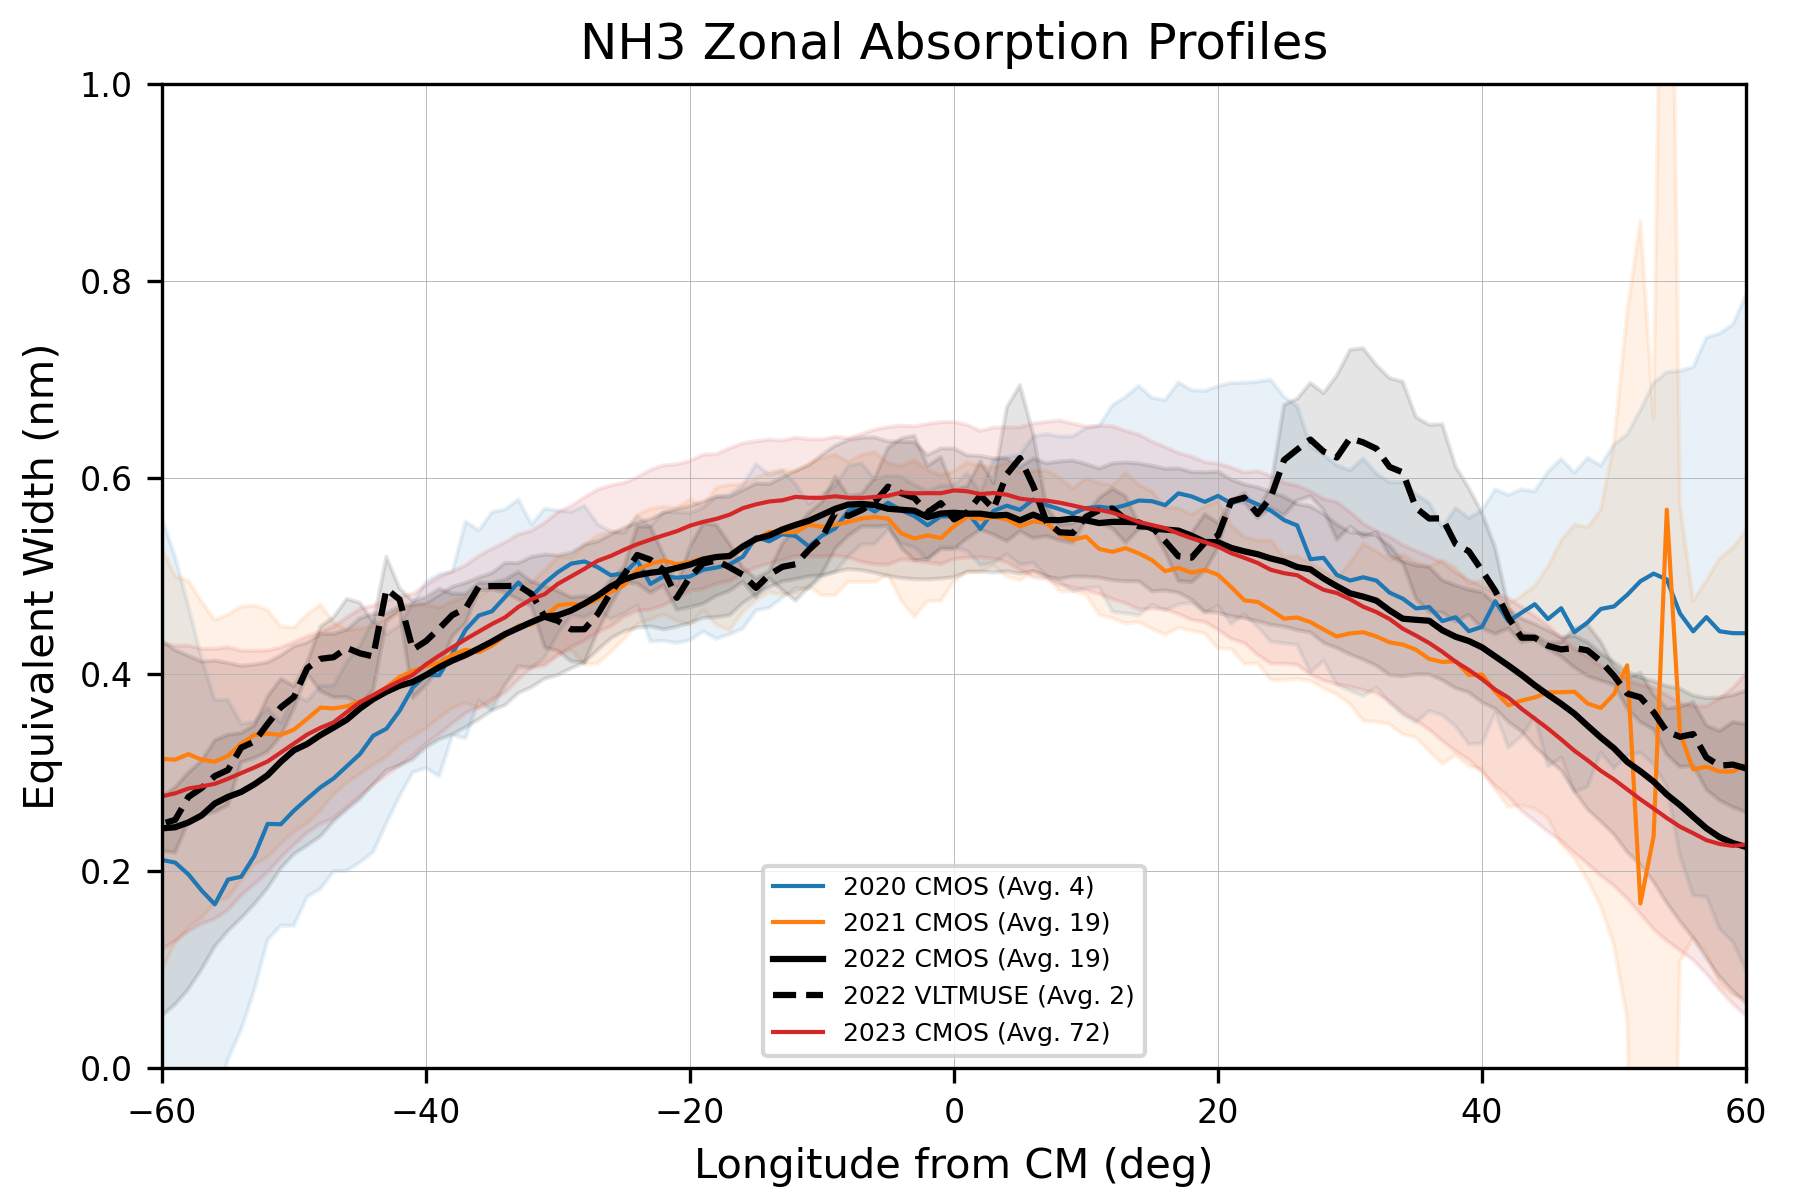 NH3 Zonal Absorption Profiles
1.0
0.8
0.6
0.4
0.2
0.0
Equivalent Width (nm)
2020 CMOS (Avg. 4)
2021 CMOS (Avg. 19)
2022 CMOS (Avg. 19)
2022 VLTMUSE (Avg. 2)
2023 CMOS (Avg. 72)
−60 −40 −20 0 20 40 60
Longitude from CM (deg)